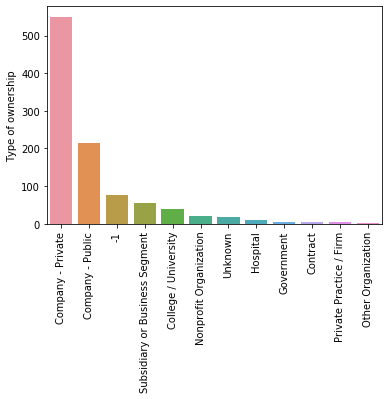 Type of ownership
500
400
300
200
100
0
Company - Private
Company - Public
-1
Subsidiary or Business Segment
College / University
Nonprofit Organization
Unknown
Hospital
Government
Contract
Private Practice / Firm
Other Organization